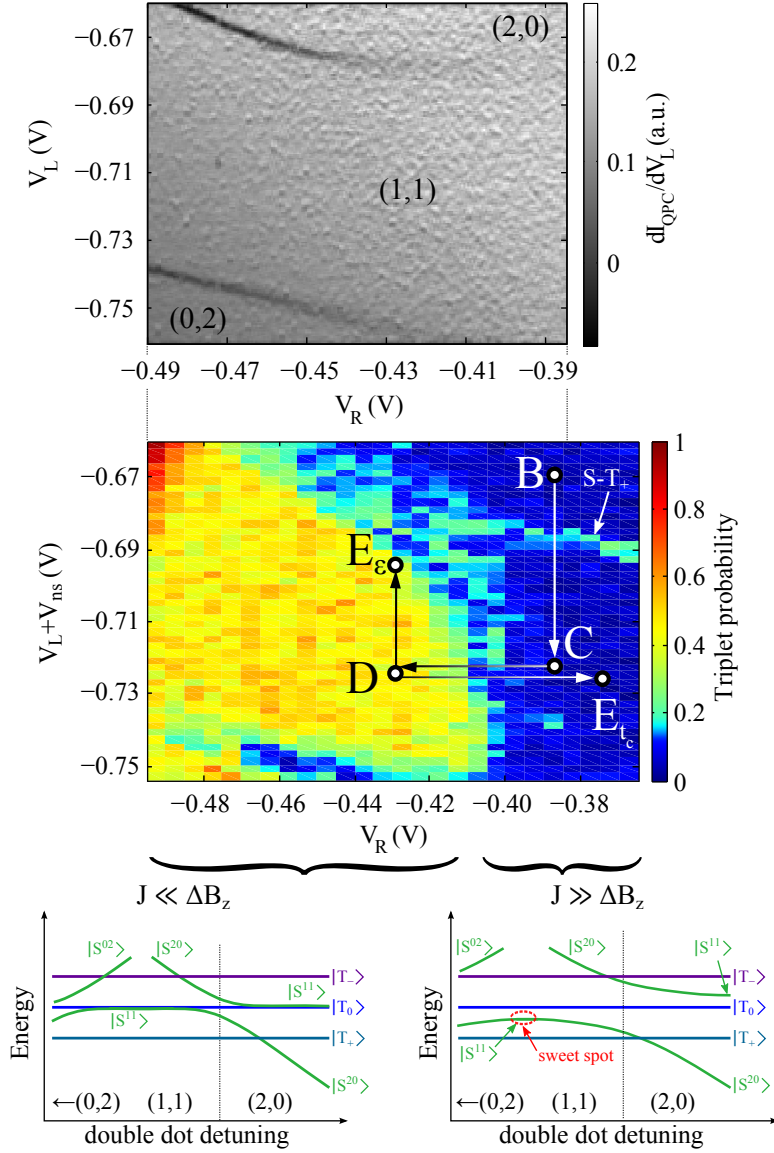 (2,0)
(1,1)
(0,2)
−0.67
−0.69
−0.71
−0.73
−0.75
V_L (V)
−0.49
−0.47
−0.45
−0.43
−0.41
−0.39
V_R (V)
0.2
0.1
0
dI_QPC/dV_L (a.u.)
B
S-T_+
E_ε
C
D
E_t_c
−0.67
−0.69
−0.71
−0.73
−0.75
V_L+V_ns (V)
−0.48
−0.46
−0.44
−0.42
−0.40
−0.38
V_R (V)
1
0.8
0.6
0.4
0.2
0
Triplet probability
J ≪ ΔB_z
J ≫ ΔB_z
|S^02⟩
|S^20⟩
|T_−⟩
|S^11⟩
|T_0⟩
|S^11⟩
|T_+⟩
|S^20⟩
←(0,2)
(1,1)
(2,0)
Energy
double dot detuning
|S^02⟩
|S^20⟩
|S^11⟩
|T_−⟩
|T_0⟩
|T_+⟩
|S^11⟩
sweet spot
|S^20⟩
←(0,2)
(1,1)
(2,0)
Energy
double dot detuning